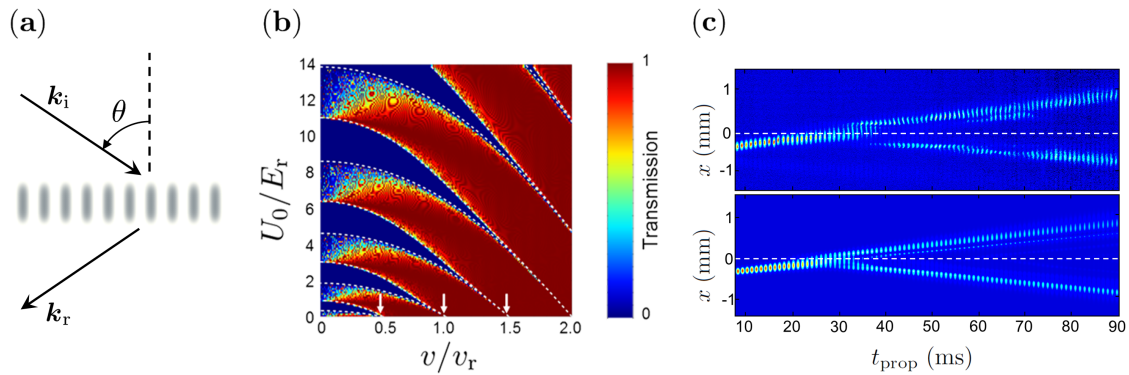 (a)
k_i
θ
k_r
(b)
14
12
10
8
6
4
2
0
U_0/E_r
0
0.5
1.0
1.5
2.0
v/v_r
1
0
Transmission
(c)
1
0
-1
x (mm)
1
0
-1
x (mm)
10 20 30 40 50 60 70 80 90
t_prop (ms)